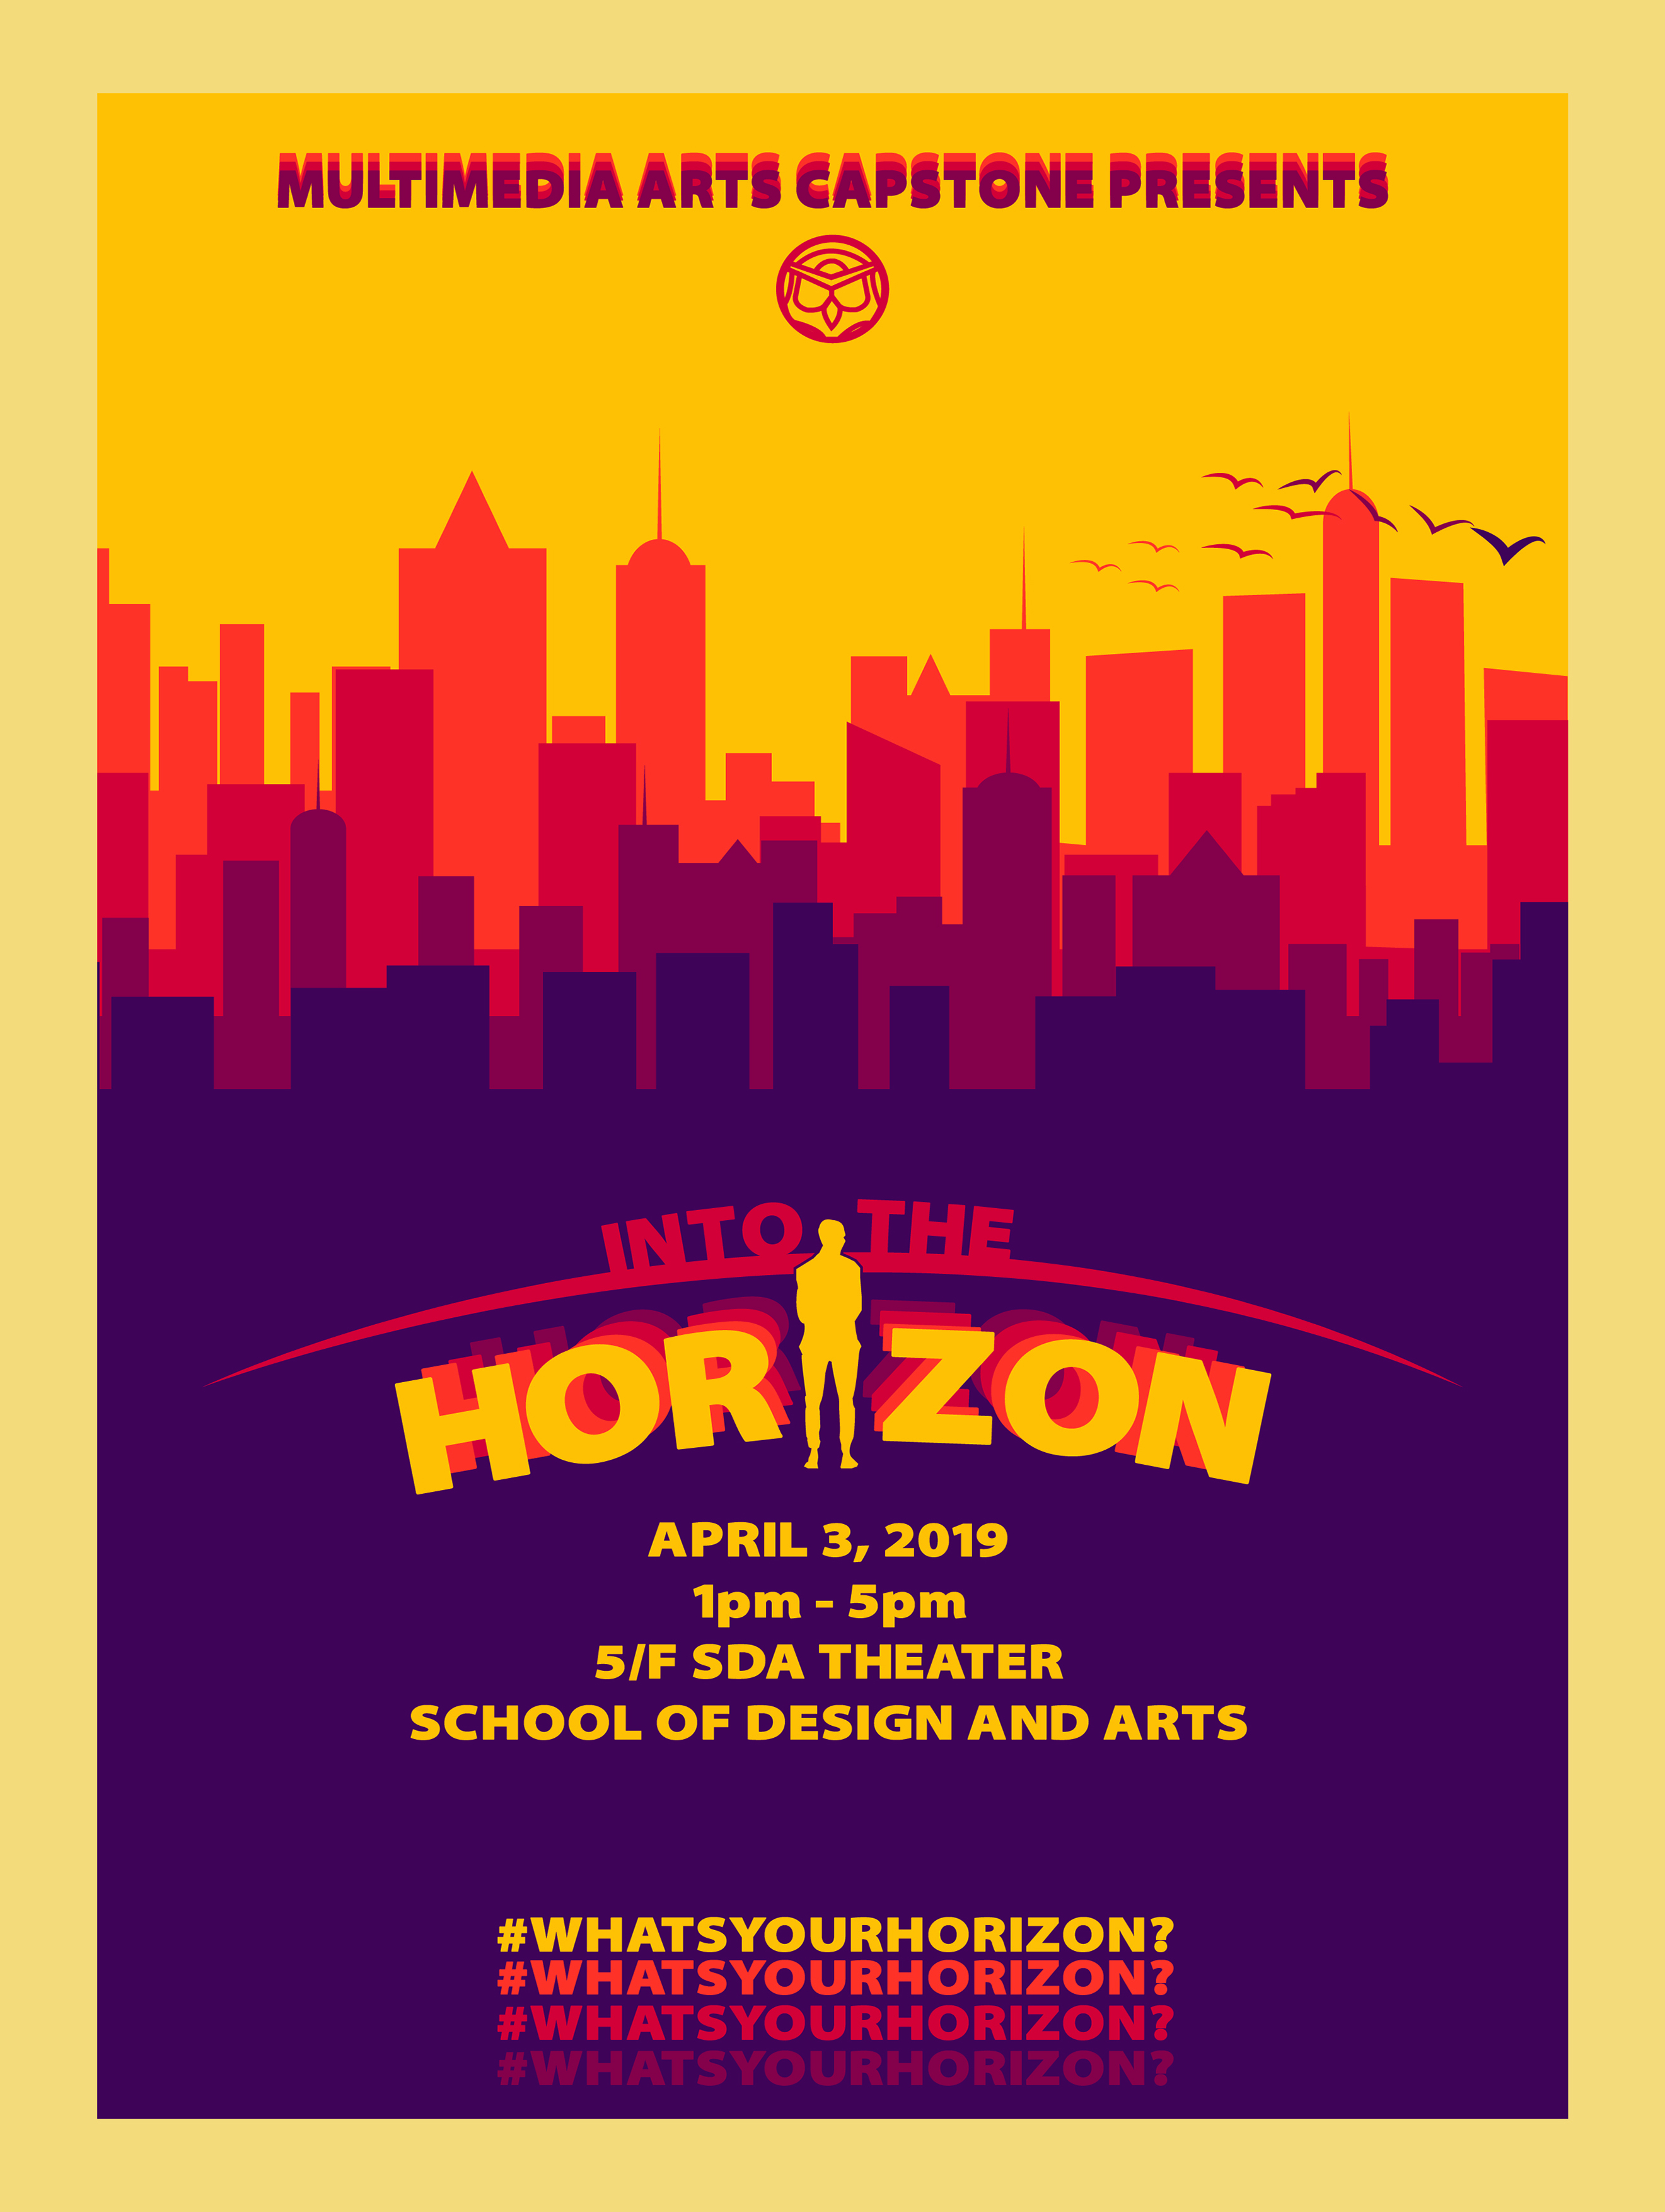 MULTIMEDIA ARTS CAPSTONE PRESENTS
INTO THE
HORIZON
APRIL 3, 2019
1pm - 5pm
5/F SDA THEATER
SCHOOL OF DESIGN AND ARTS
#WHATSYOURHORIZON?
#WHATSYOURHORIZON?
#WHATSYOURHORIZON?
#WHATSYOURHORIZON?